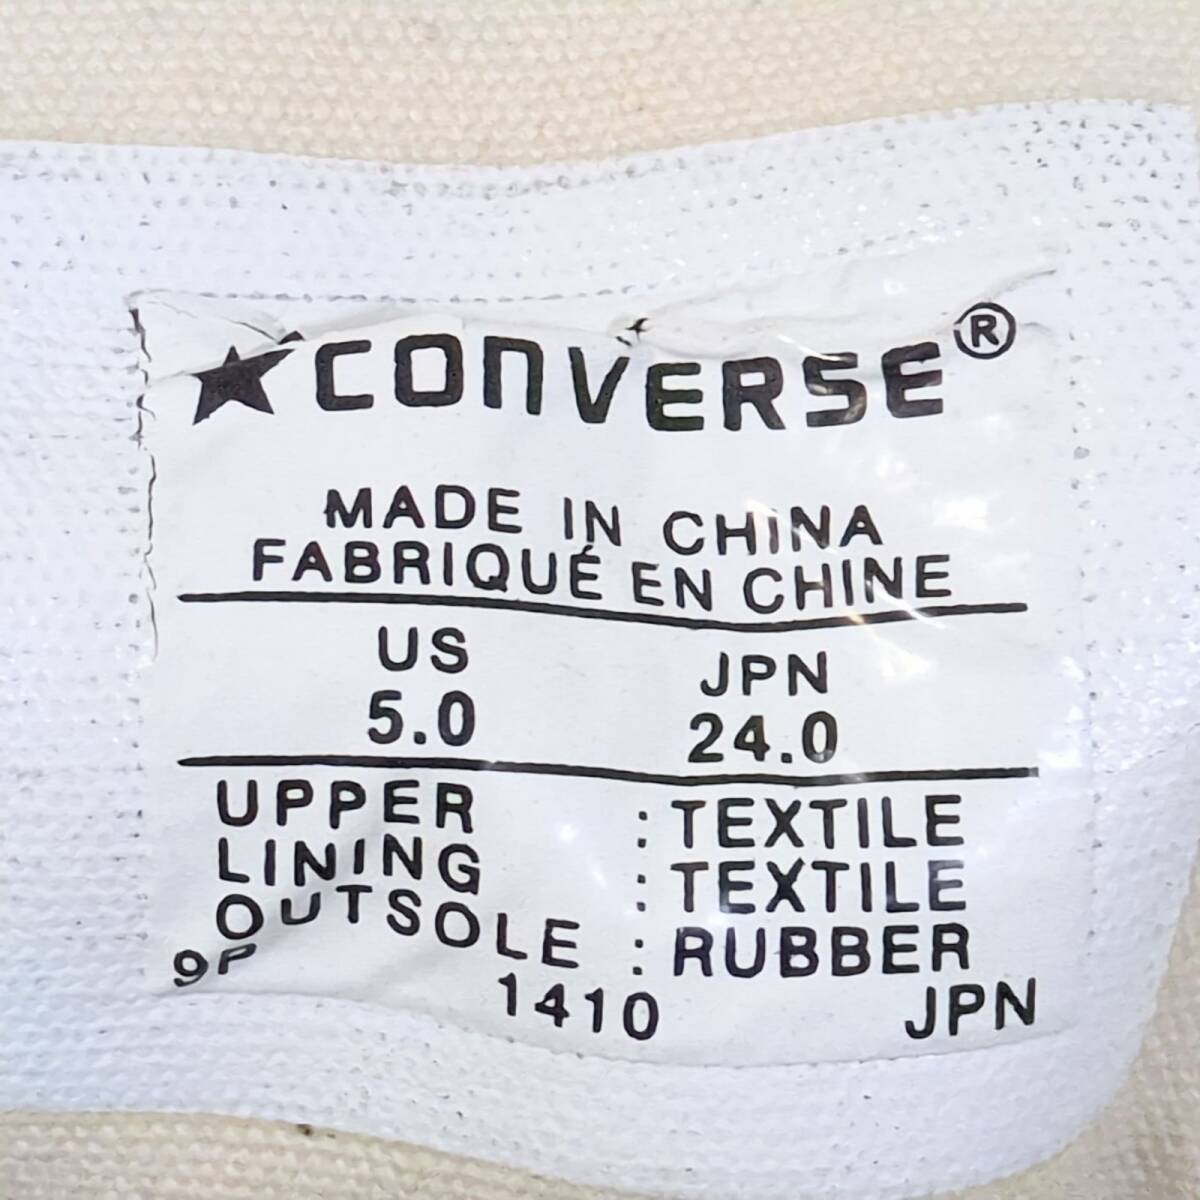 ★CONVERSE®
MADE IN CHINA
FABRIQUÉ EN CHINE
US JPN
5.0 24.0
UPPER : TEXTILE
LINING : TEXTILE
OUTSOLE : RUBBER
9P 1410 JPN